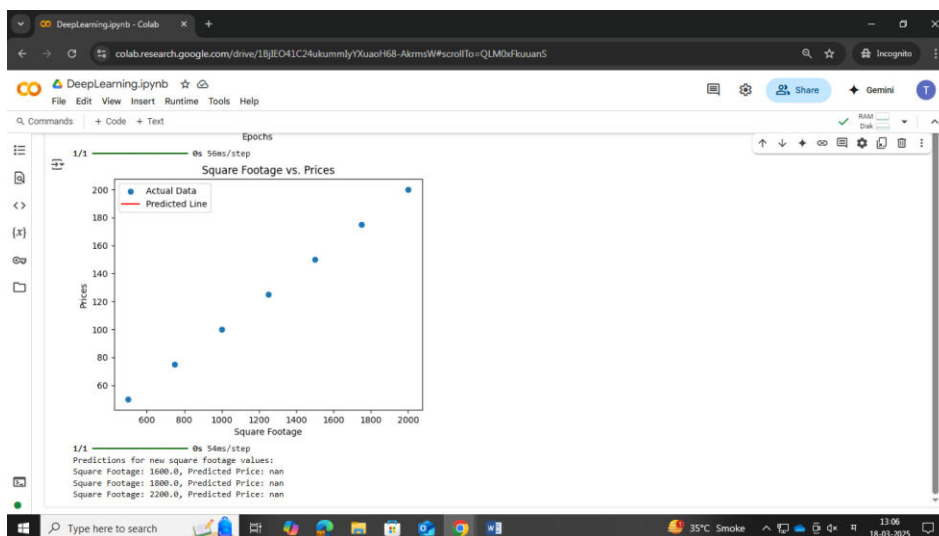 DeepLearning.ipynb - Colab
colab.research.google.com/drive/1BjIEO41C24ukummJyYXuaoH68-AkrmsW#scrollTo=QLM0xFkuuanS
Incognito
DeepLearning.ipynb
File Edit View Insert Runtime Tools Help
Share
Gemini
T
Commands + Code + Text
RAM
Disk
Epochs
1/1 0s 56ms/step
Square Footage vs. Prices
Actual Data
Predicted Line
200
180
160
140
120
100
80
60
Prices
600 800 1000 1200 1400 1600 1800 2000
Square Footage
1/1 0s 54ms/step
Predictions for new square footage values:
Square Footage: 1600.0, Predicted Price: nan
Square Footage: 1800.0, Predicted Price: nan
Square Footage: 2200.0, Predicted Price: nan
Type here to search
35°C Smoke
13:06
18-03-2025